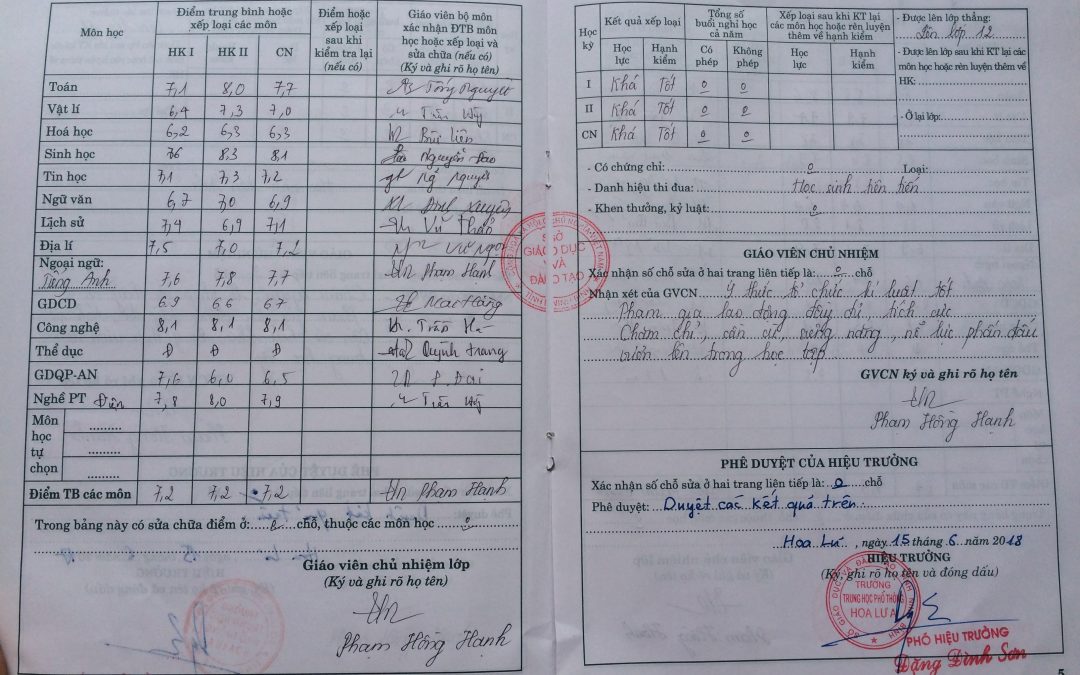 Môn học
Điểm trung bình hoặc
xếp loại các môn
HK I HK II CN
Điểm hoặc
xếp loại
sau khi
kiểm tra lại
(nếu có)
Giáo viên bộ môn
xác nhận ĐTB môn
học hoặc xếp loại và
sửa chữa (nếu có)
(Ký và ghi rõ họ tên)
Toán 7,1 8,0 7,7 Tống Nguyệt
Vật lí 6,4 7,3 7,0 Trần
Hoá học 6,2 6,3 6,3 Bùi Liên
Sinh học 76 8,3 8,1 Nguyễn
Tin học 7,1 7,3 7,2 Nguyệt
Ngữ văn 6,7 7,0 6,9 Xuyến
Lịch sử 7,4 6,9 7,1 Vũ Thảo
Địa lí 7,5 7,0 7,2 Vũ
Ngoại ngữ:
Tiếng Anh 7,6 7,8 7,7 Phạm Hạnh
GDCD 69 66 67
Công nghệ 8,1 8,1 8,1 Trần Hà
Thể dục Đ Đ Đ Quỳnh Trang
GDQP-AN 7,6 6,0 6,5
Nghề PT Điện 7,8 8,0 7,9 Trần
Môn
học
tự
chọn
Điểm TB các môn 7,2 7,2 7,2 Phạm Hạnh
Trong bảng này có sửa chữa điểm ở: 0 chỗ, thuộc các môn học 0
Giáo viên chủ nhiệm lớp
(Ký và ghi rõ họ tên)
Phạm Hồng Hạnh
SỞ
GIÁO DỤC
VÀ
ĐÀO TẠO
Học
kỳ
Kết quả xếp loại
Học
lực
Hạnh
kiểm
Tổng số
buổi nghỉ học
cả năm
Có
phép
Không
phép
Xếp loại sau khi KT lại
các môn học hoặc rèn luyện
thêm về hạnh kiểm
Học
lực
Hạnh
kiểm
- Được lên lớp thẳng:
Lên lớp 12
- Được lên lớp sau khi KT lại các
môn học hoặc rèn luyện thêm về
HK:
- Ở lại lớp:
I Khá Tốt 0 0
II Khá Tốt 0 0
CN Khá Tốt 0 0
- Có chứng chỉ: 0 Loại:
- Danh hiệu thi đua: Học sinh tiên tiến
- Khen thưởng, kỷ luật: 0
GIÁO VIÊN CHỦ NHIỆM
Xác nhận số chỗ sửa ở hai trang liên tiếp là: 0 chỗ
Nhận xét của GVCN Ý thức tổ chức kỉ luật tốt
Tham gia lao động đầy đủ, tích cực
Chăm chỉ, cần cù, siêng năng, nỗ lực phấn đấu
vươn lên trong học tập
GVCN ký và ghi rõ họ tên
Phạm Hồng Hạnh
PHÊ DUYỆT CỦA HIỆU TRƯỞNG
Xác nhận số chỗ sửa ở hai trang liên tiếp là: 0 chỗ
Phê duyệt: Duyệt các kết quả trên
Hoa Lư, ngày 15 tháng 6 năm 2018
HIỆU TRƯỞNG
(Ký, ghi rõ họ tên và đóng dấu)
TRƯỜNG
TRUNG HỌC PHỔ THÔNG
HOA LƯ A
PHÓ HIỆU TRƯỞNG
Đặng Đình Sơn
5